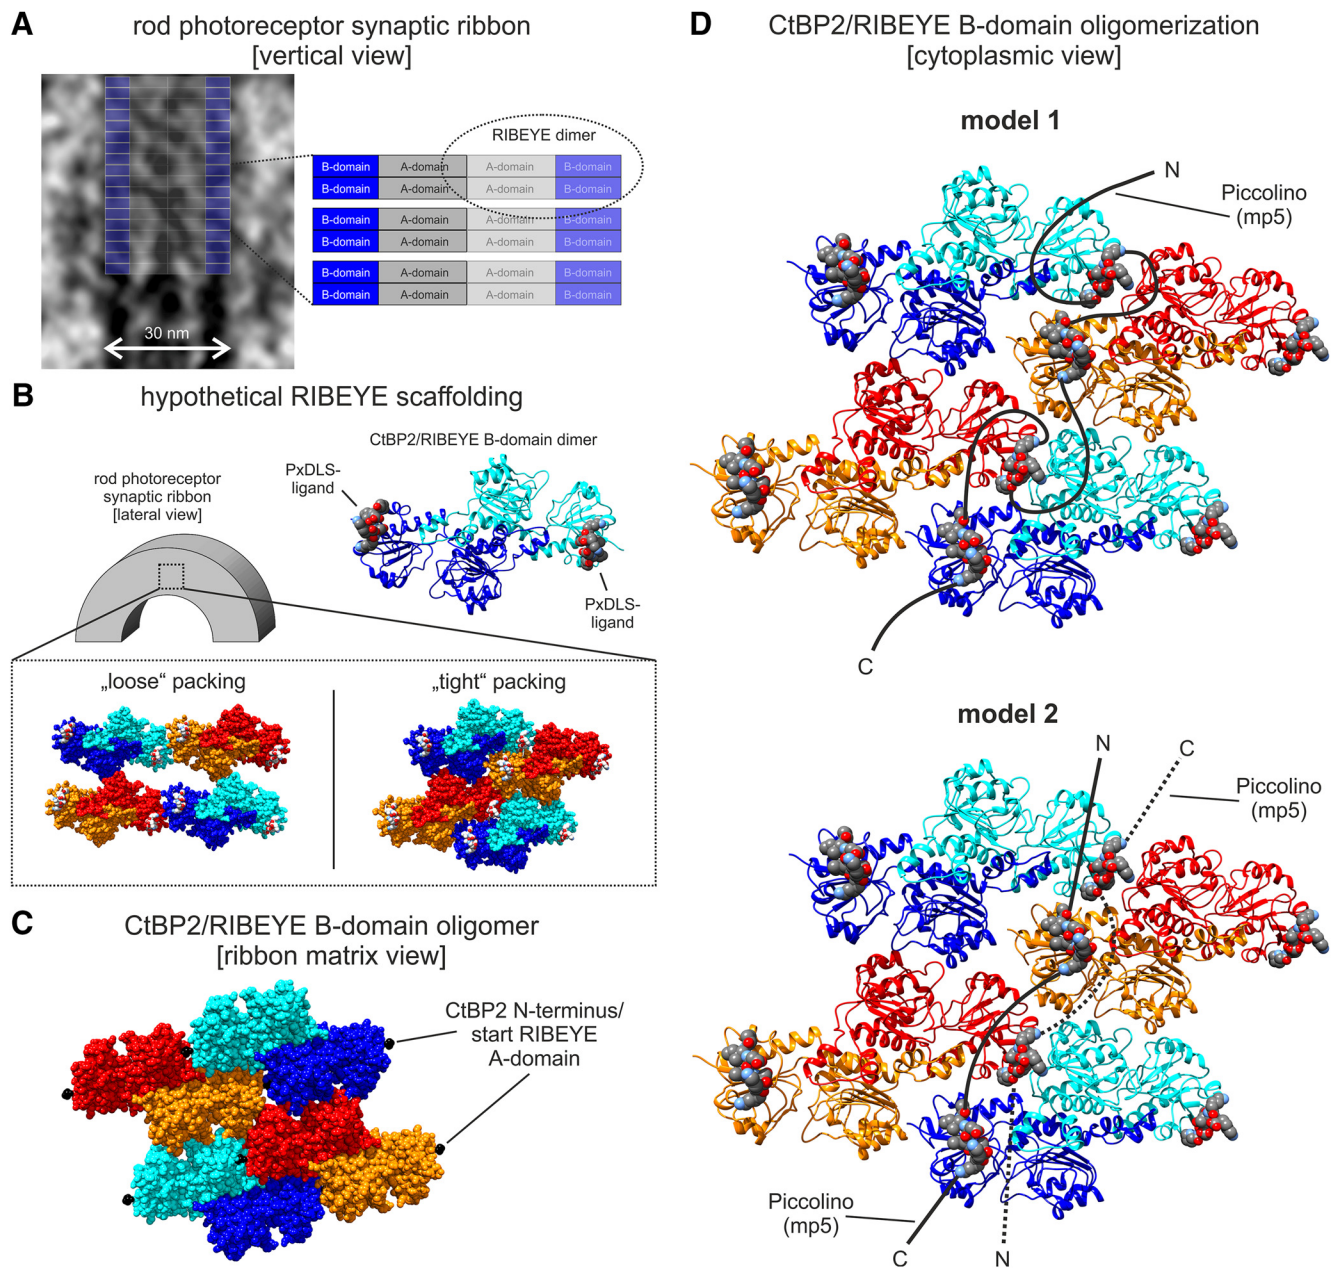 A
rod photoreceptor synaptic ribbon
[vertical view]
RIBEYE dimer
B-domain A-domain A-domain B-domain
B-domain A-domain A-domain B-domain
B-domain A-domain A-domain B-domain
B-domain A-domain A-domain B-domain
B-domain A-domain A-domain B-domain
B-domain A-domain A-domain B-domain
30 nm
B
hypothetical RIBEYE scaffolding
CtBP2/RIBEYE B-domain dimer
PxDLS-
ligand
rod photoreceptor
synaptic ribbon
[lateral view]
PxDLS-
ligand
„loose“ packing
„tight“ packing
C
CtBP2/RIBEYE B-domain oligomer
[ribbon matrix view]
CtBP2 N-terminus/
start RIBEYE
A-domain
D
CtBP2/RIBEYE B-domain oligomerization
[cytoplasmic view]
model 1
N
Piccolino
(mp5)
C
model 2
N
C
Piccolino
(mp5)
Piccolino
(mp5)
C
N